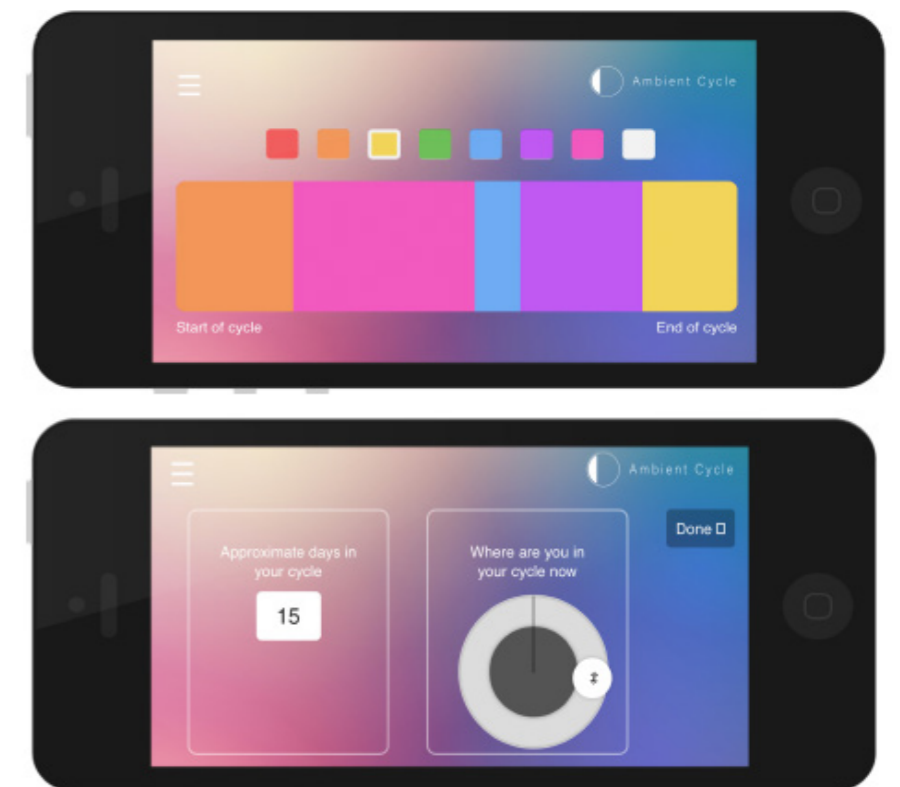 Ambient Cycle
Start of cycle
End of cycle
Ambient Cycle
Done
Approximate days in
your cycle
15
Where are you in
your cycle now